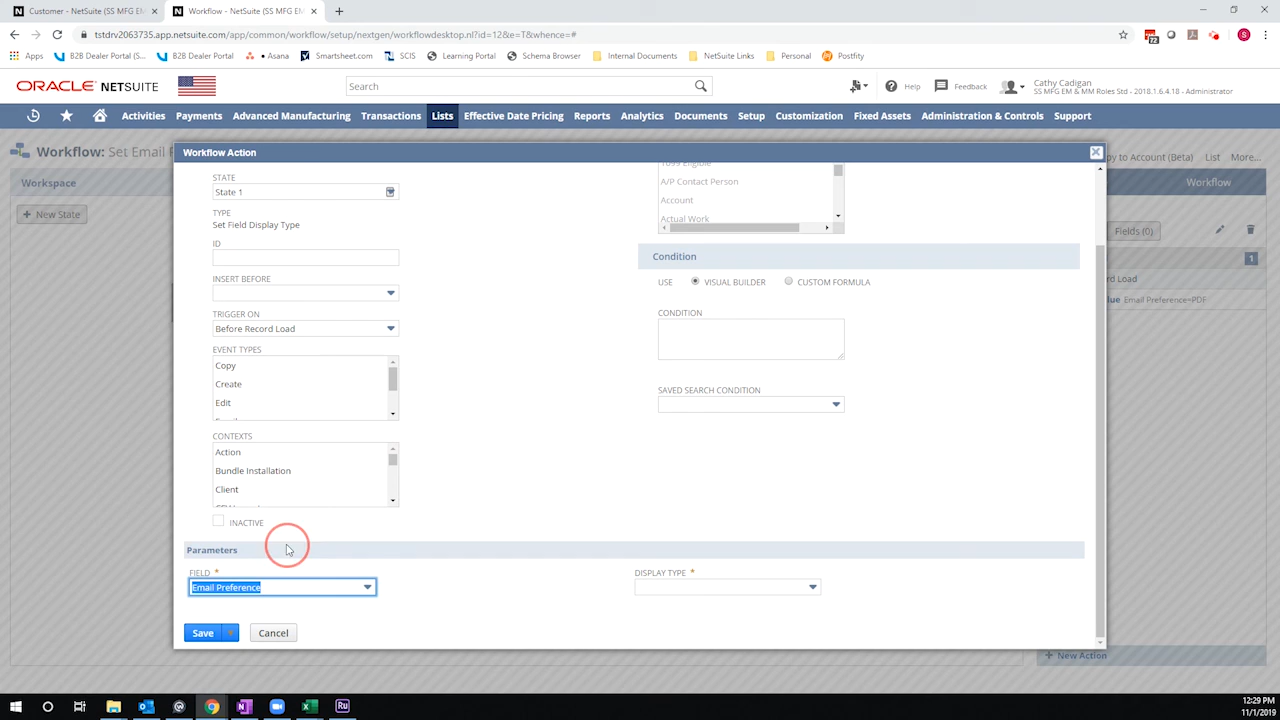 Customer - NetSuite (SS MFG EM
Workflow - NetSuite (SS MFG EM
tstdrv2063735.app.netsuite.com/app/common/workflow/setup/nextgen/workflowdesktop.nl?id=12&e=T&whence=#
72
S
Apps
B2B Dealer Portal (S...
B2B Dealer Portal
Asana
Smartsheet.com
SCIS
Learning Portal
Schema Browser
Internal Documents
NetSuite Links
Personal
Postfity
ORACLE NETSUITE
Search
Help
Feedback
Cathy Cadigan
SS MFG EM & MM Roles Std - 2018.1.6.4.18 - Administrator
Activities
Payments
Advanced Manufacturing
Transactions
Lists
Effective Date Pricing
Reports
Analytics
Documents
Setup
Customization
Fixed Assets
Administration & Controls
Support
Workflow: Set Email P
Workflow Action
py to Account (Beta)
List
More...
Workspace
Workflow
New State
Fields (0)
1
rd Load
lue Email Preference=PDF
STATE
State 1
TYPE
Set Field Display Type
ID
INSERT BEFORE
TRIGGER ON
Before Record Load
EVENT TYPES
Copy
Create
Edit
CONTEXTS
Action
Bundle Installation
Client
INACTIVE
1099 Eligible
A/P Contact Person
Account
Actual Work
Condition
USE
VISUAL BUILDER
CUSTOM FORMULA
CONDITION
SAVED SEARCH CONDITION
Parameters
FIELD *
Email Preference
DISPLAY TYPE *
Save
Cancel
New Action
Ru
12:29 PM
11/1/2019